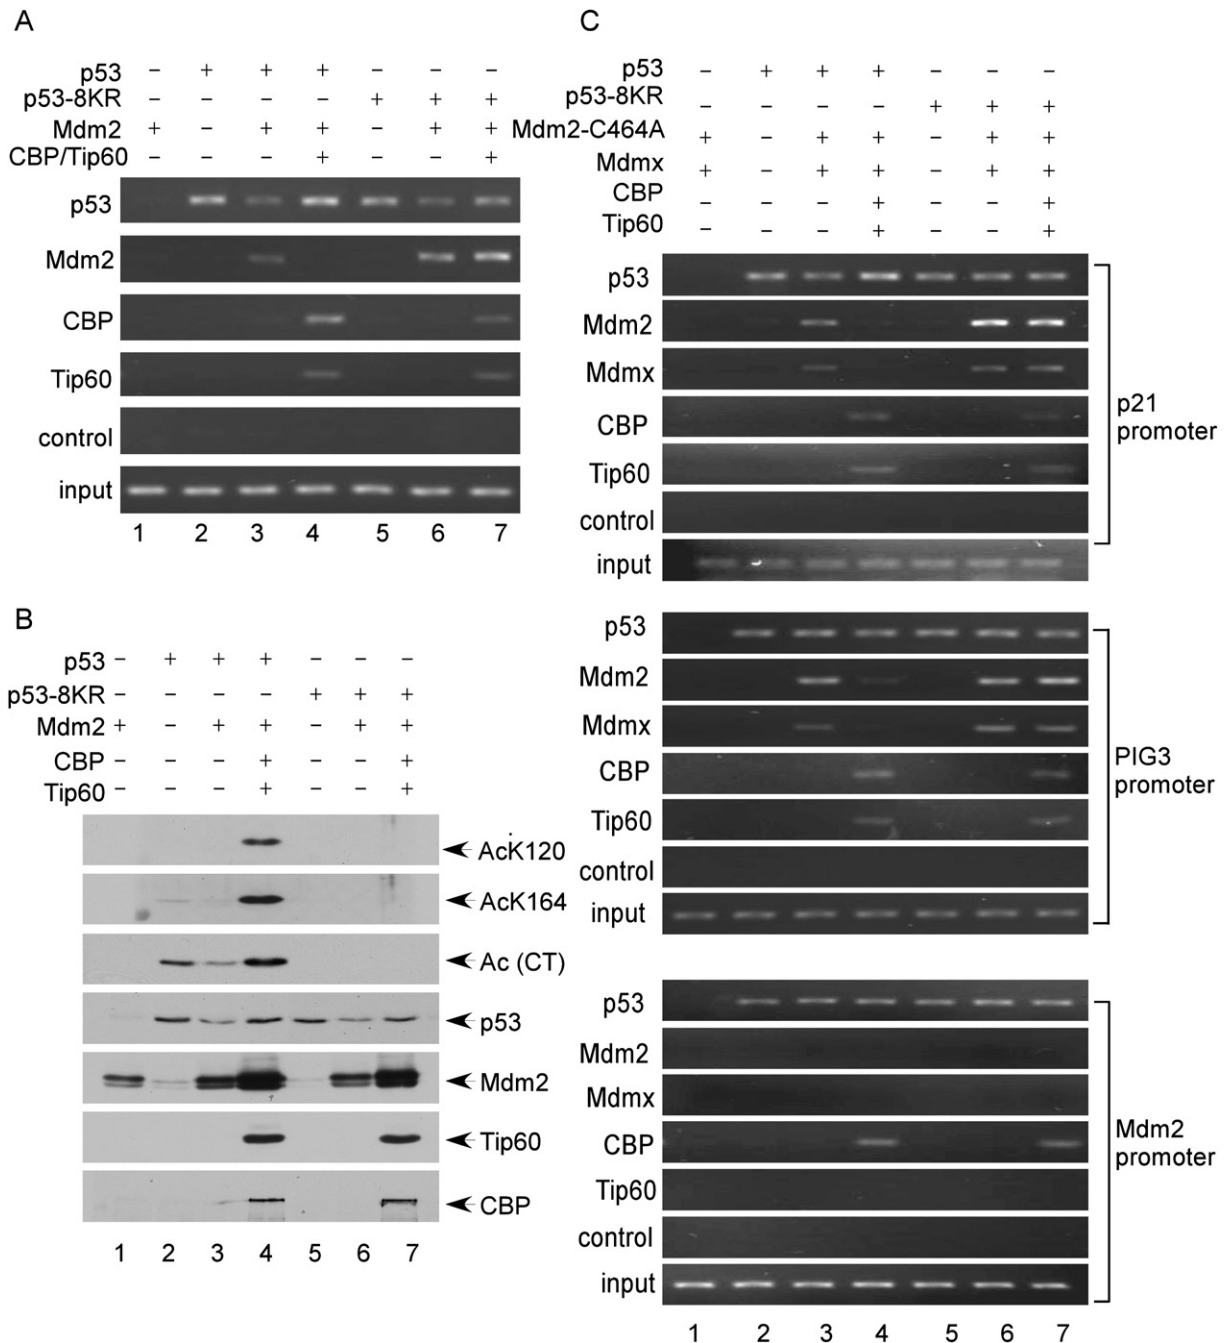 A
p53 – + + + – – –
p53-8KR – – – – + + +
Mdm2 + – + + – + +
CBP/Tip60 – – – + – – +
p53
Mdm2
CBP
Tip60
control
input
1 2 3 4 5 6 7
B
p53 – + + + – – –
p53-8KR – – – – + + +
Mdm2 + – + + – + +
CBP – – – + – – +
Tip60 – – – + – – +
AcK120
AcK164
Ac (CT)
p53
Mdm2
Tip60
CBP
1 2 3 4 5 6 7
C
p53 – + + + – – –
p53-8KR – – – – + + +
Mdm2-C464A + – + + – + +
Mdmx + – + + – + +
CBP – – – + – – +
Tip60 – – – + – – +
p53
Mdm2
Mdmx
CBP
Tip60
control
input
p21
promoter
p53
Mdm2
Mdmx
CBP
Tip60
control
input
PIG3
promoter
p53
Mdm2
Mdmx
CBP
Tip60
control
input
Mdm2
promoter
1 2 3 4 5 6 7